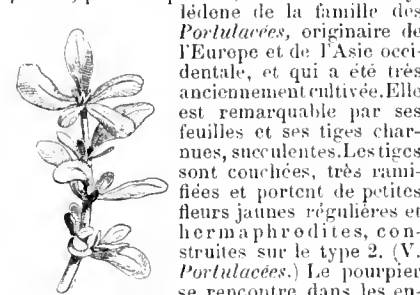 lédone de la famille des
Portulacées, originaire de
l'Europe et de l'Asie occi-
dentale, et qui a été très
anciennement cultivée. Elle
est remarquable par ses
feuilles et ses tiges char-
nues, succulentes. Les tiges
sont couchées, très rami-
fiées et portent de petites
fleurs jaunes régulières et
hermaphrodites, con-
struites sur le type 2. (V.
Portulacées.) Le pourpier
se rencontre dans les en-